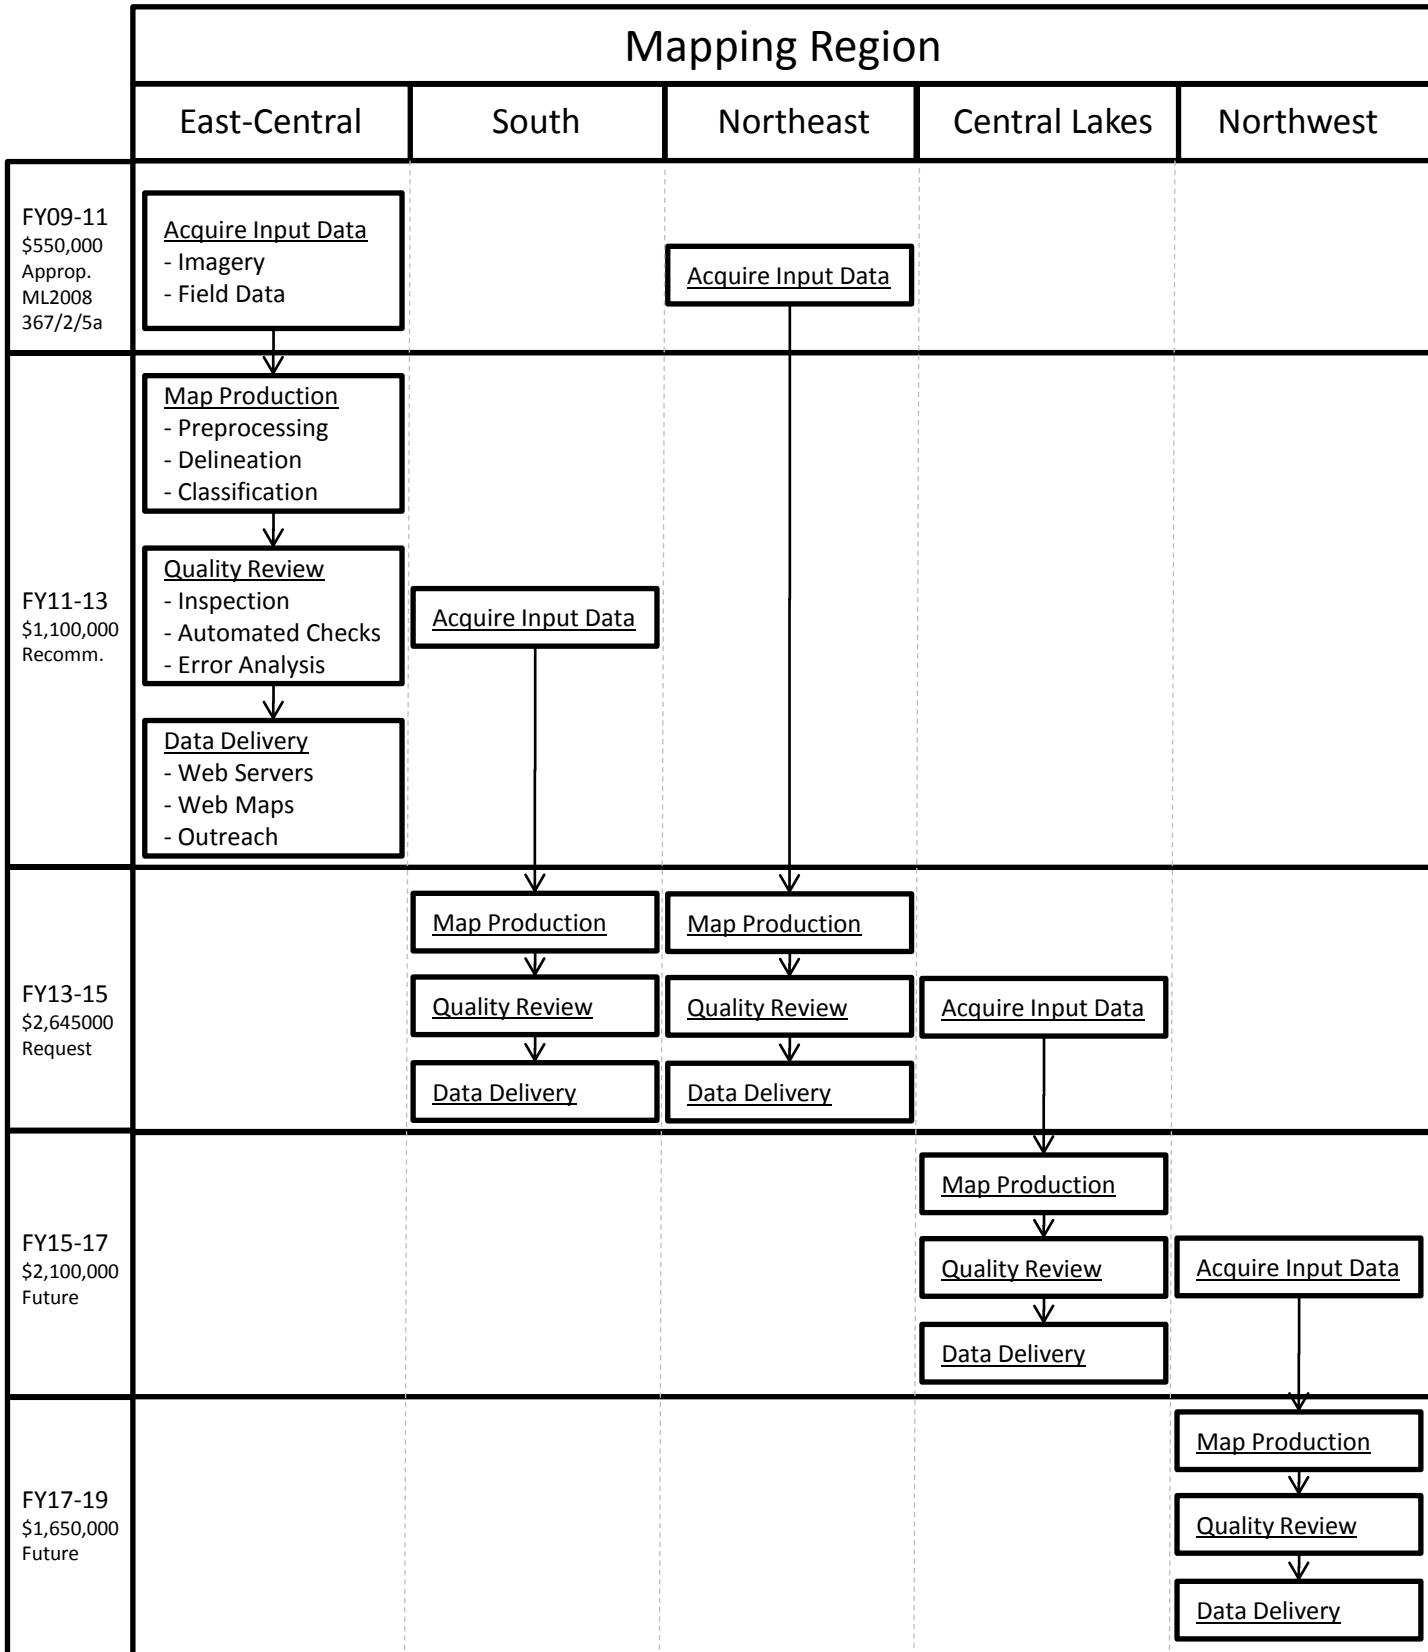 Mapping Region
East-Central
South
Northeast
Central Lakes
Northwest
FY09-11
$550,000
Approp.
ML2008
367/2/5a
Acquire Input Data
- Imagery
- Field Data
Acquire Input Data
FY11-13
$1,100,000
Recomm.
Map Production
- Preprocessing
- Delineation
- Classification
Quality Review
- Inspection
- Automated Checks
- Error Analysis
Data Delivery
- Web Servers
- Web Maps
- Outreach
Acquire Input Data
FY13-15
$2,645000
Request
Map Production
Quality Review
Data Delivery
Map Production
Quality Review
Data Delivery
Acquire Input Data
FY15-17
$2,100,000
Future
Map Production
Quality Review
Data Delivery
Acquire Input Data
FY17-19
$1,650,000
Future
Map Production
Quality Review
Data Delivery